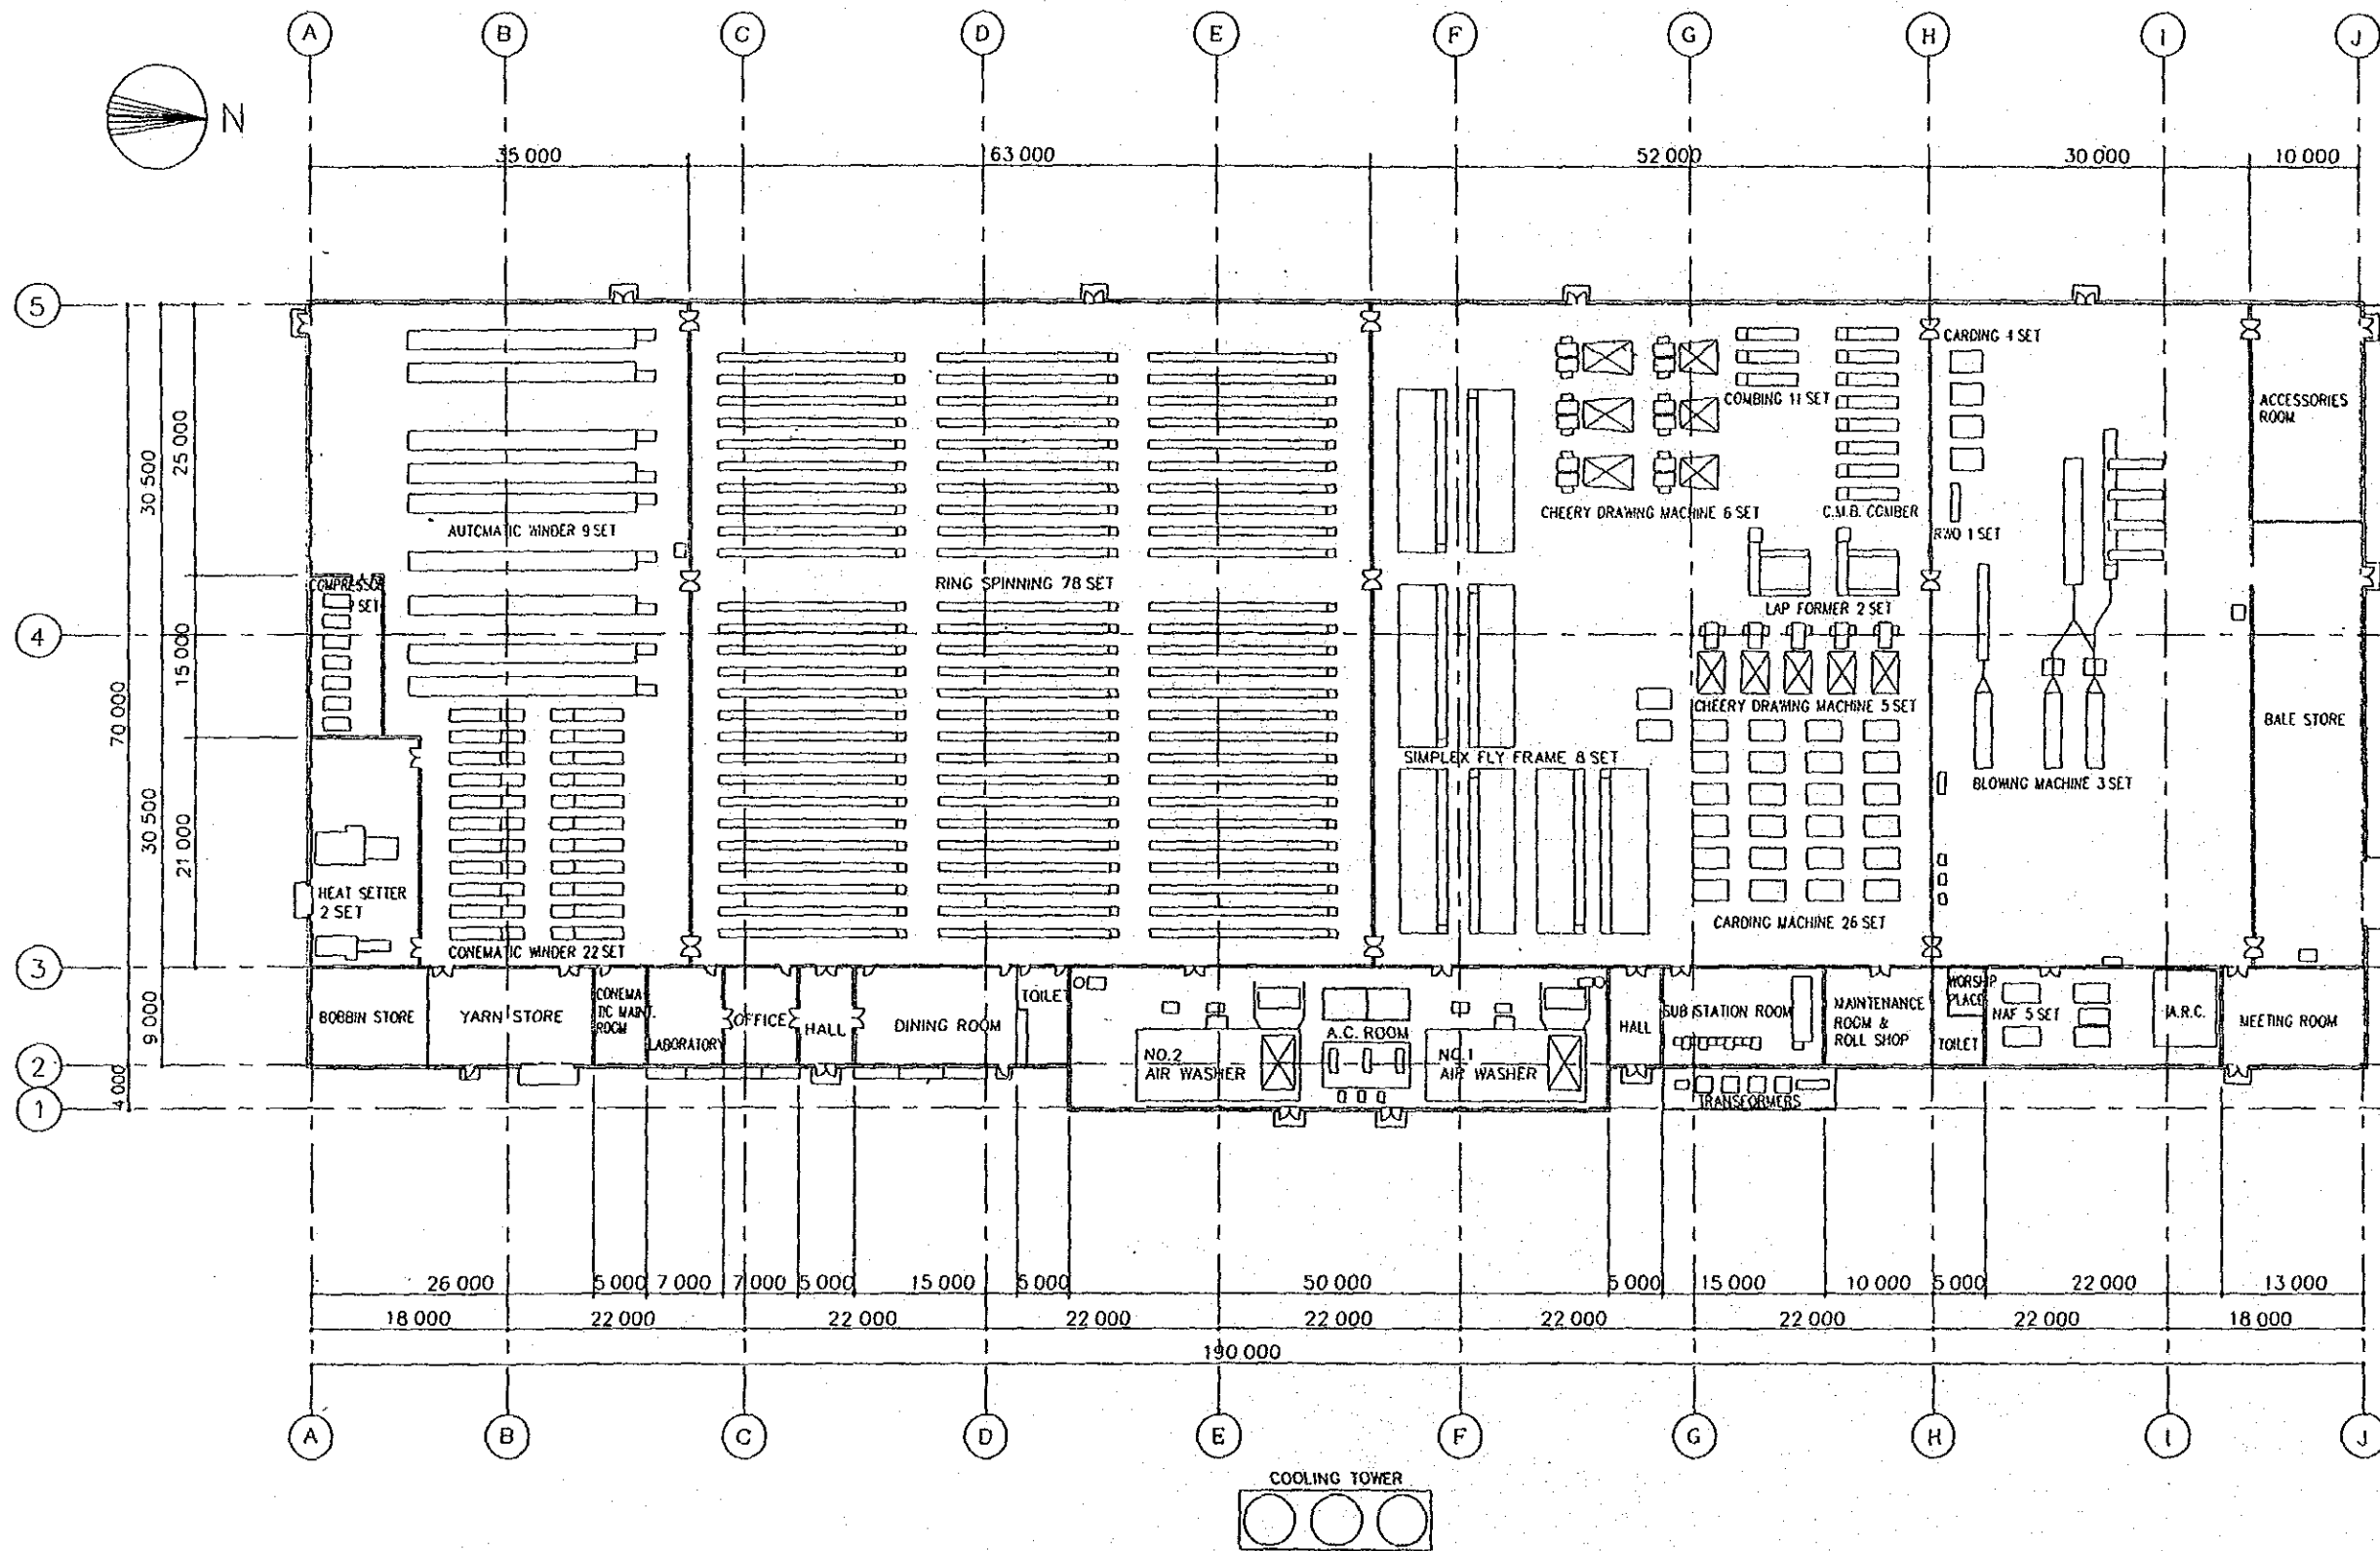 A B C D E F G H I J
N
35 000 63 000 52 000 30 000 10 000
5
CARDING 4 SET
ACCESSORIES
ROOM
COMBING 11 SET
25 000
30 500
CHEERY DRAWING MACHINE 6 SET
C.M.B. COMBER
AUTOMATIC WINDER 9 SET
RWO 1 SET
COMPRESSOR
SET
RING SPINNING 78 SET
LAP FORMER 2 SET
4
15 000
70 000
CHEERY DRAWING MACHINE 5 SET
BALE STORE
SIMPLEX FLY FRAME 8 SET
BLOWING MACHINE 3 SET
30 500
21 000
HEAT SETTER
2 SET
CARDING MACHINE 26 SET
CONEMATIC WINDER 22 SET
3
9 000
BOBBIN STORE
YARN STORE
CONEMA
TIC MAINT.
ROOM
LABORATORY
OFFICE
HALL
DINING ROOM
TOILET
NO.2
AIR WASHER
A.C. ROOM
NO.1
AIR WASHER
HALL
SUB STATION ROOM
MAINTENANCE
ROOM &
ROLL SHOP
WORSHIP
PLACE
TOILET
WAF 5 SET
A.R.C.
MEETING ROOM
2
4 000
1
TRANSFORMERS
26 000 5 000 7 000 7 000 5 000 15 000 5 000 50 000 5 000 15 000 10 000 5 000 22 000 13 000
18 000 22 000 22 000 22 000 22 000 22 000 22 000 22 000 18 000
190 000
A B C D E F G H I J
COOLING TOWER